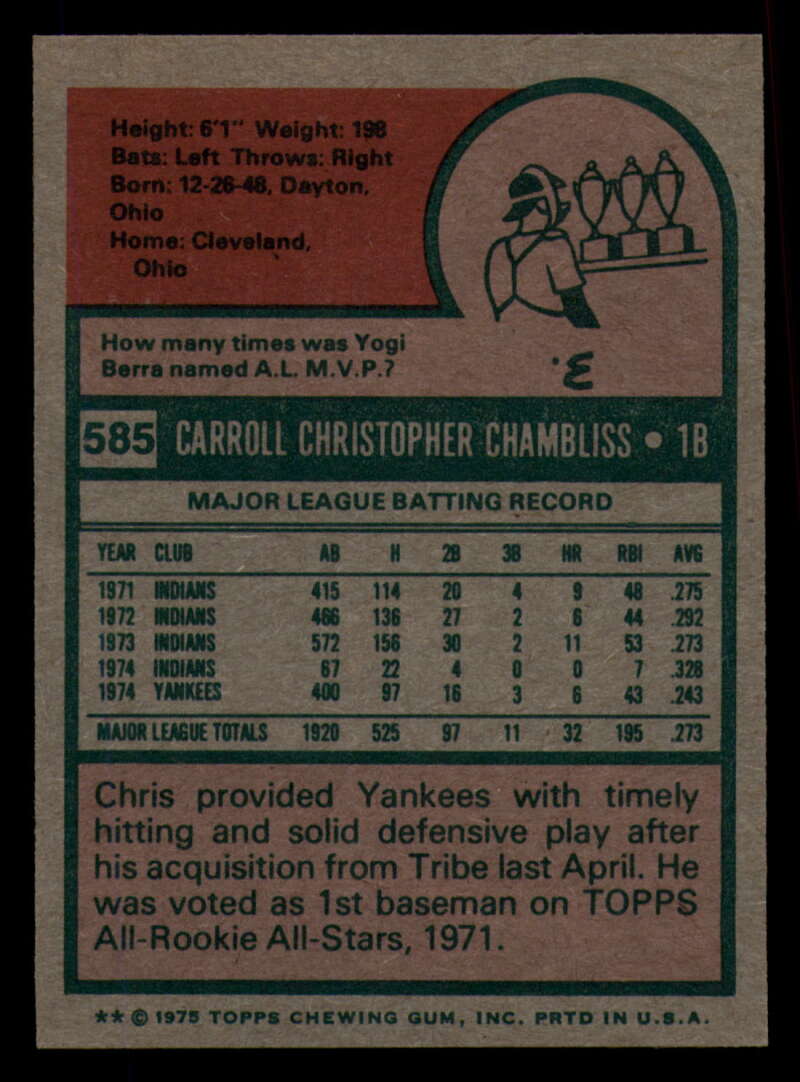 Height: 6'1" Weight: 198
Bats: Left Throws: Right
Born: 12-26-48, Dayton,
Ohio
Home: Cleveland,
Ohio
How many times was Yogi
Berra named A.L. M.V.P.?
3.
585 CARROLL CHRISTOPHER CHAMBLISS • 1B
MAJOR LEAGUE BATTING RECORD
YEAR CLUB AB H 2B 3B HR RBI AVG
1971 INDIANS 415 114 20 4 9 48 .275
1972 INDIANS 466 136 27 2 6 44 .292
1973 INDIANS 572 156 30 2 11 53 .273
1974 INDIANS 67 22 4 0 0 7 .328
1974 YANKEES 400 97 16 3 6 43 .243
MAJOR LEAGUE TOTALS 1920 525 97 11 32 195 .273
Chris provided Yankees with timely
hitting and solid defensive play after
his acquisition from Tribe last April. He
was voted as 1st baseman on TOPPS
All-Rookie All-Stars, 1971.
** © 1975 TOPPS CHEWING GUM, INC. PRTD IN U.S.A.